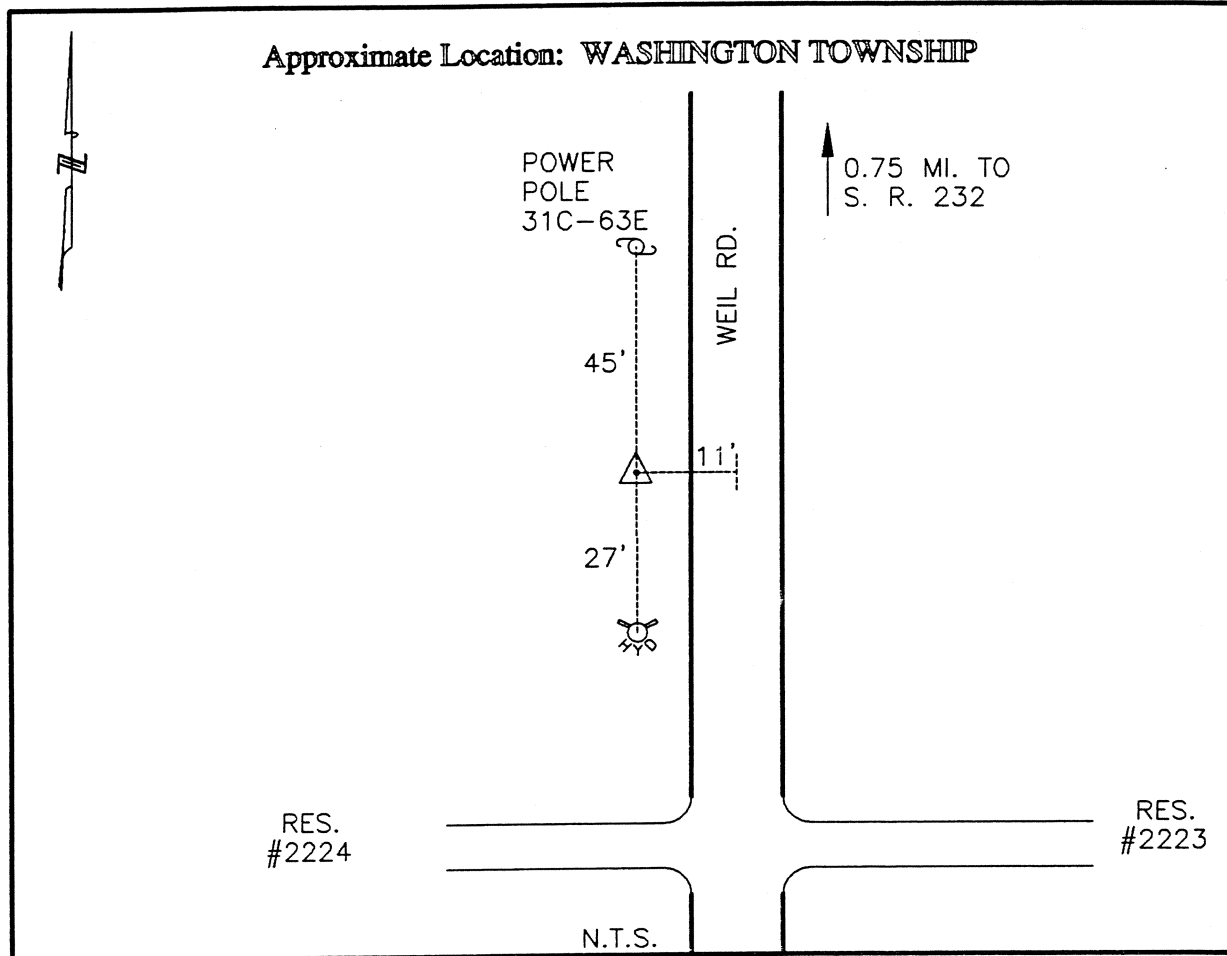 Approximate Location: WASHINGTON TOWNSHIP
N
POWER
POLE
31C-63E
0.75 MI. TO
S. R. 232
WEIL RD.
45'
11'
27'
HYD
RES.
#2224
RES.
#2223
N.T.S.